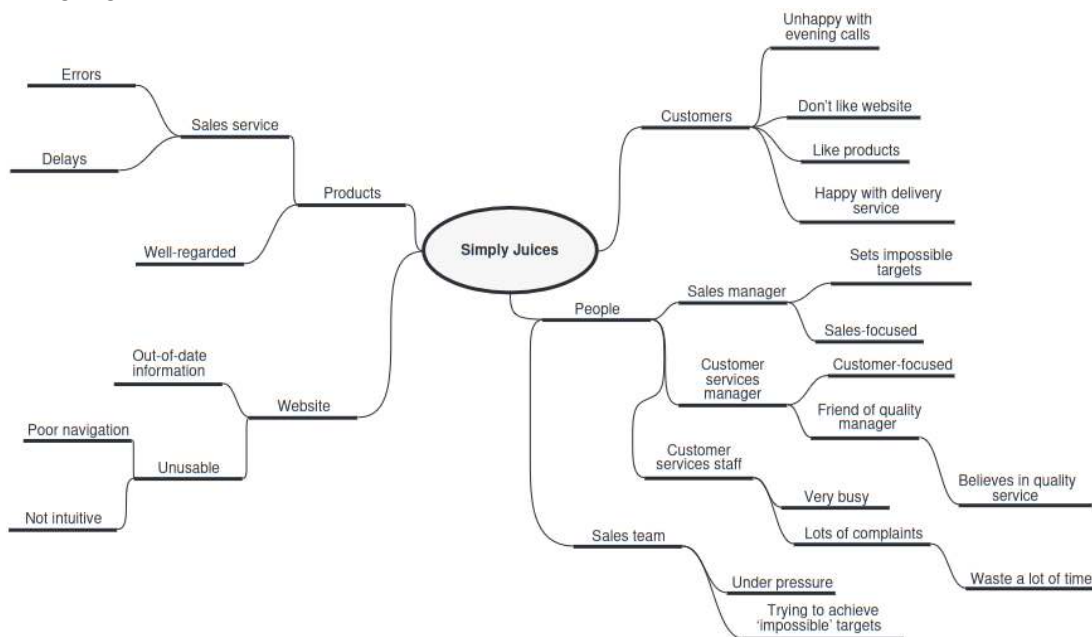 Simply Juices
Customers
Unhappy with
evening calls
Don't like website
Like products
Happy with delivery
service
People
Sales manager
Sets impossible
targets
Sales-focused
Customer
services
manager
Customer-focused
Friend of quality
manager
Believes in quality
service
Customer
services staff
Very busy
Lots of complaints
Waste a lot of time
Sales team
Under pressure
Trying to achieve
'impossible' targets
Products
Sales service
Errors
Delays
Well-regarded
Website
Out-of-date
information
Unusable
Poor navigation
Not intuitive